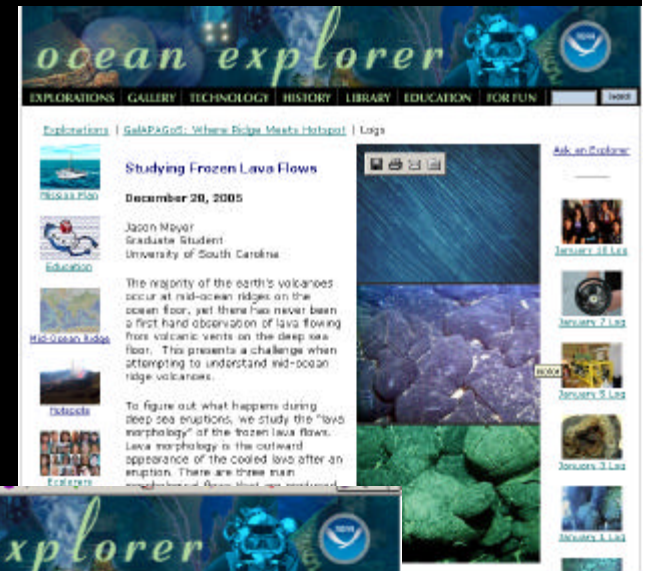 ocean explorer
EXPLORATIONS GALLERY TECHNOLOGY HISTORY LIBRARY EDUCATION FOR FUN
Explorations | GalAPAGoS: Where Ridge Meets Hotspot | Logs
Ask an Explorer
Mission Plan
Education
Mid-Ocean Ridge
Hotspots
Explorers
Studying Frozen Lava Flows
December 20, 2005
Jason Meyer
Graduate Student
University of South Carolina
The majority of the earth's volcanoes
occur at mid-ocean ridges on the
ocean floor, yet there has never been
a first hand observation of lava flowing
from volcanic vents on the deep sea
floor. This presents a challenge when
attempting to understand mid-ocean
ridge volcanoes.
To figure out what happens during
deep sea eruptions, we study the "lava
morphology" of the frozen lava flows.
Lava morphology is the outward
appearance of the cooled lava after an
eruption. There are three main
January 7 Log
January 5 Log
January 3 Log
January 1 Log
xplorer